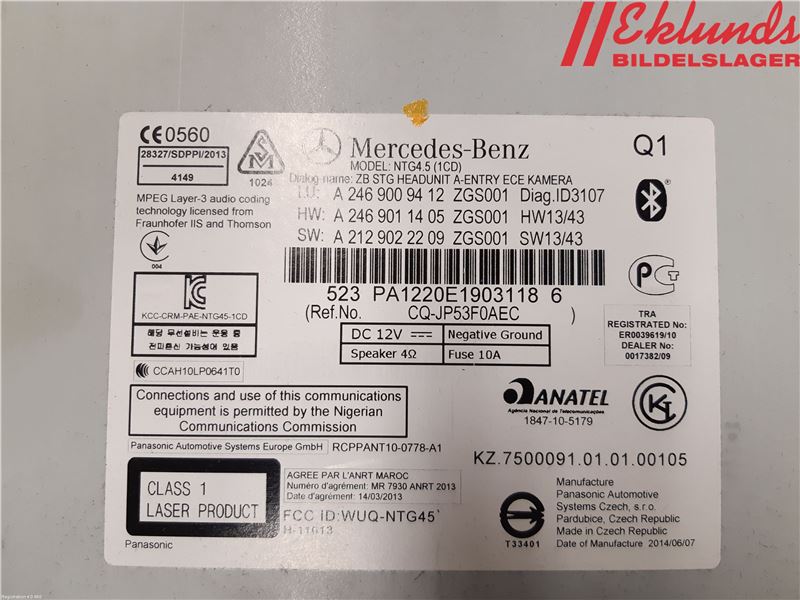 Eklunds
BILDELSLAGER
CE0560
28327/SDPPI/2013
4149
1024
Mercedes-Benz
Q1
MODEL: NTG4.5 (1CD)
Dialog name: ZB STG HEADUNIT A-ENTRY ECE KAMERA
LU: A 246 900 94 12 ZGS001 Diag.ID3107
HW: A 246 901 14 05 ZGS001 HW13/43
SW: A 212 902 22 09 ZGS001 SW13/43
MPEG Layer-3 audio coding
technology licensed from
Fraunhofer IIS and Thomson
004
KCC-CRM-PAE-NTG45-1CD
해당 무선설비는 운용 중
전파혼신 가능성이 있음
523 PA1220E1903118 6
(Ref.No. CQ-JP53F0AEC )
DC 12V
Negative Ground
Speaker 4Ω
Fuse 10A
TRA
REGISTRATED No:
ER0039619/10
DEALER No:
0017382/09
CCAH10LP0641T0
Connections and use of this communications
equipment is permitted by the Nigerian
Communications Commission
ANATEL
Agência Nacional de Telecomunicações
1847-10-5179
Panasonic Automotive Systems Europe GmbH
RCPPANT10-0778-A1
KZ.7500091.01.01.00105
CLASS 1
LASER PRODUCT
AGREE PAR L'ANRT MAROC
Numéro d'agrément: MR 7930 ANRT 2013
Date d'agrément: 14/03/2013
FCC ID:WUQ-NTG45
H-11613
T33401
Manufacture
Panasonic Automotive
Systems Czech, s.r.o.
Pardubice, Czech Republic
Made in Czech Republic
Date of Manufacture 2014/06/07
Panasonic